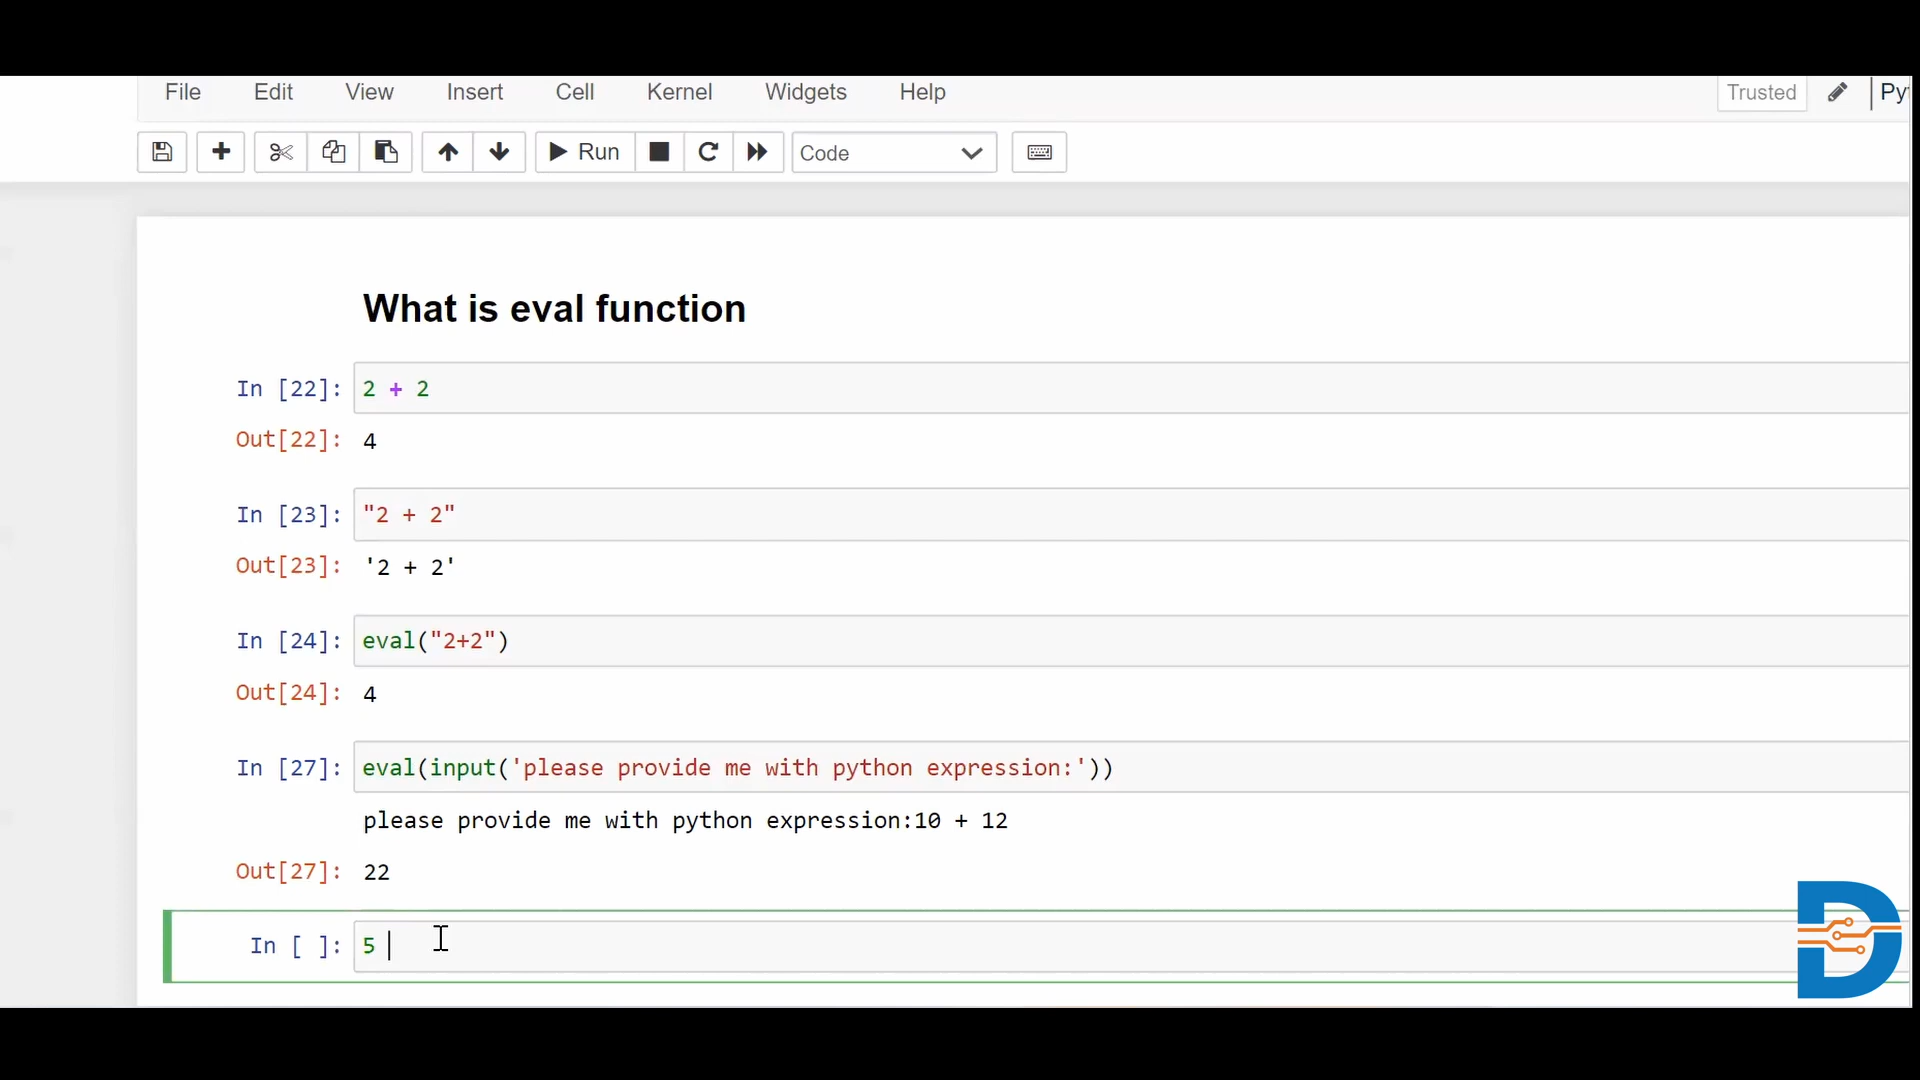 File Edit View Insert Cell Kernel Widgets Help Trusted
Run Code
What is eval function
In [22]: 2 + 2
Out[22]: 4
In [23]: "2 + 2"
Out[23]: '2 + 2'
In [24]: eval("2+2")
Out[24]: 4
In [27]: eval(input('please provide me with python expression:'))
please provide me with python expression:10 + 12
Out[27]: 22
In [ ]: 5